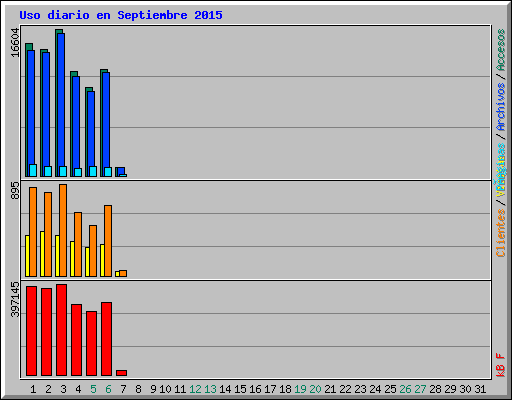 Uso diario en Septiembre 2015
16604
895
397145
Accesos
/
Archivos
/
/
Clientes
kB F
1 2 3 4 5 6 7 8 9 10 11 12 13 14 15 16 17 18 19 20 21 22 23 24 25 26 27 28 29 30 31